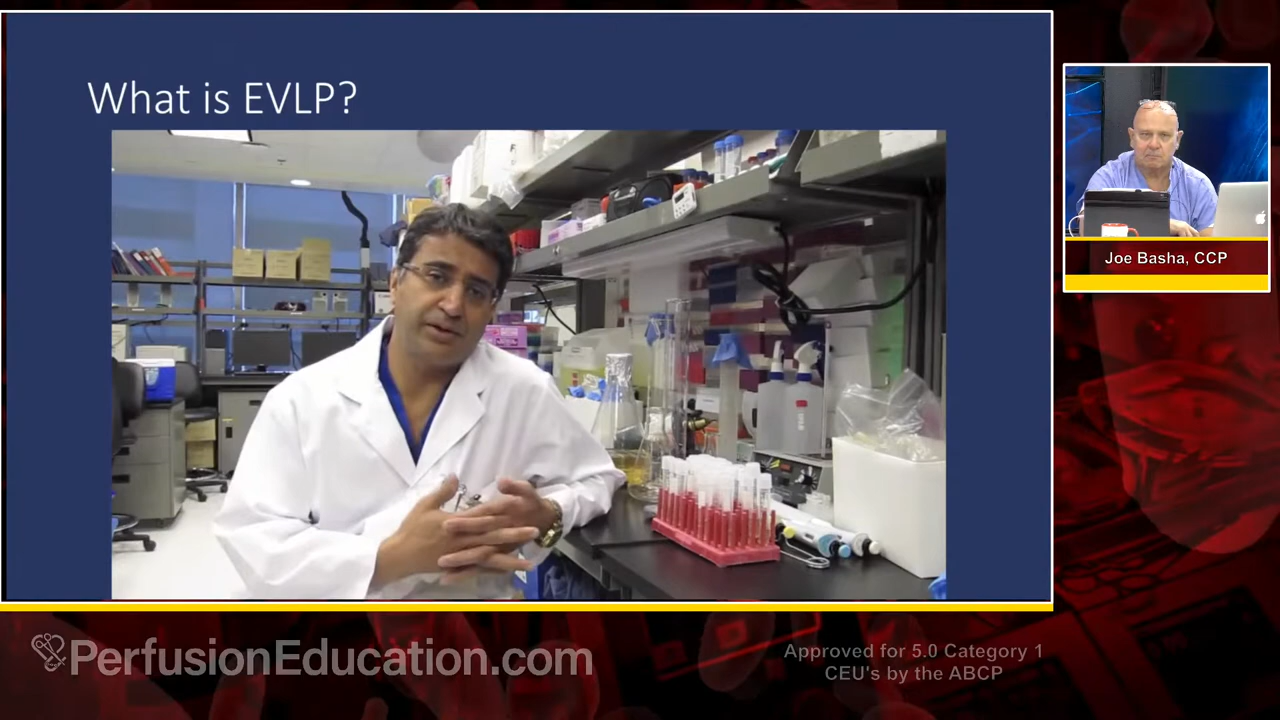 What is EVLP?
Joe Basha, CCP
PerfusionEducation.com
Approved for 5.0 Category 1
CEU's by the ABCP